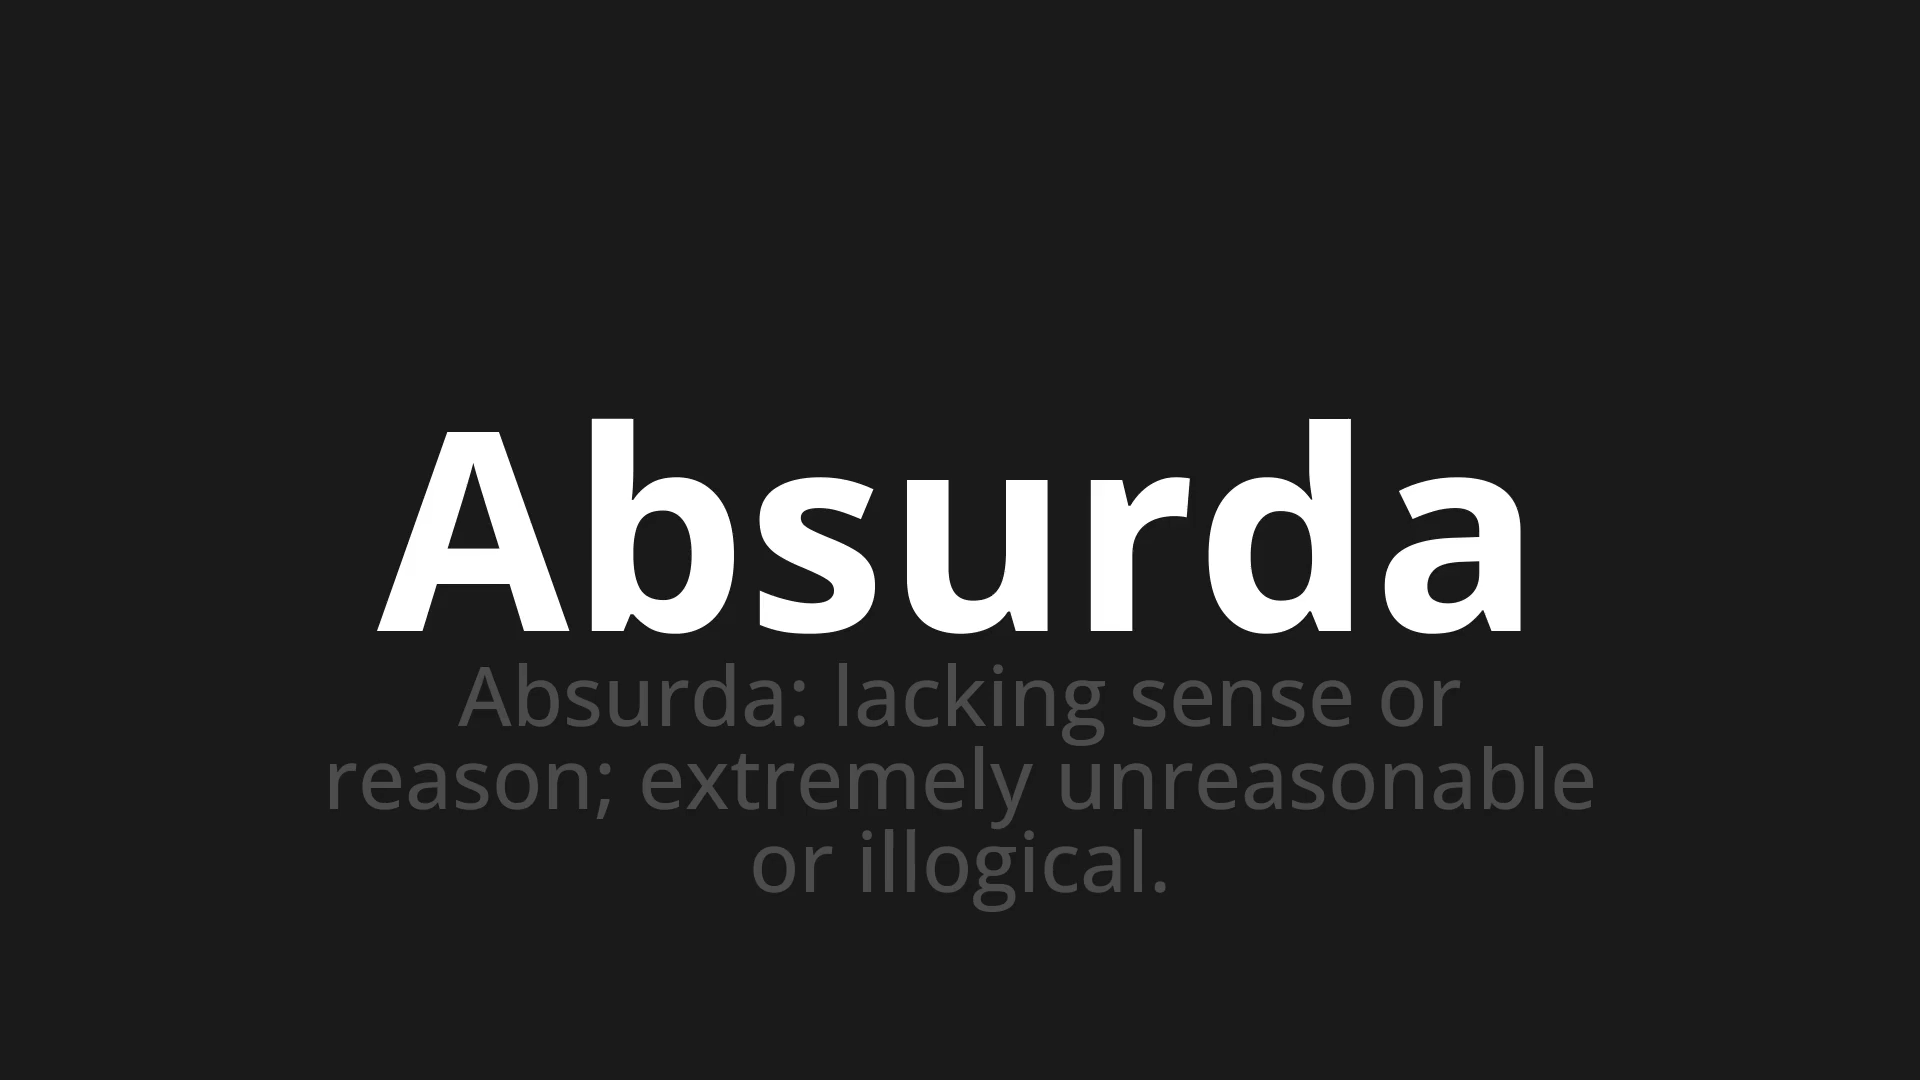 Absurda
Absurda: lacking sense or
reason; extremely unreasonable
or illogical.